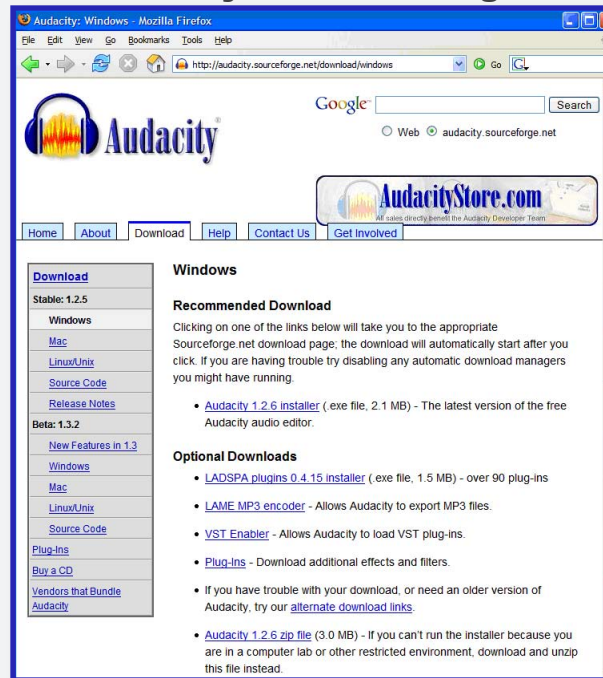 Audacity: Windows - Mozilla Firefox
File Edit View Go Bookmarks Tools Help
http://audacity.sourceforge.net/download/windows Go G
Audacity
Google Search
Web audacity.sourceforge.net
AudacityStore.com
All sales directly benefit the Audacity Developer Team
Home About Download Help Contact Us Get Involved
Download
Stable: 1.2.5
Windows
Mac
Linux/Unix
Source Code
Release Notes
Beta: 1.3.2
New Features in 1.3
Windows
Mac
Linux/Unix
Source Code
Plug-Ins
Buy a CD
Vendors that Bundle
Audacity
Windows
Recommended Download
Clicking on one of the links below will take you to the appropriate
Sourceforge.net download page; the download will automatically start after you
click. If you are having trouble try disabling any automatic download managers
you might have running.
• Audacity 1.2.6 installer (.exe file, 2.1 MB) - The latest version of the free
Audacity audio editor.
Optional Downloads
• LADSPA plugins 0.4.15 installer (.exe file, 1.5 MB) - over 90 plug-ins
• LAME MP3 encoder - Allows Audacity to export MP3 files.
• VST Enabler - Allows Audacity to load VST plug-ins.
• Plug-Ins - Download additional effects and filters.
• If you have trouble with your download, or need an older version of
Audacity, try our alternate download links.
• Audacity 1.2.6 zip file (3.0 MB) - If you can't run the installer because you
are in a computer lab or other restricted environment, download and unzip
this file instead.